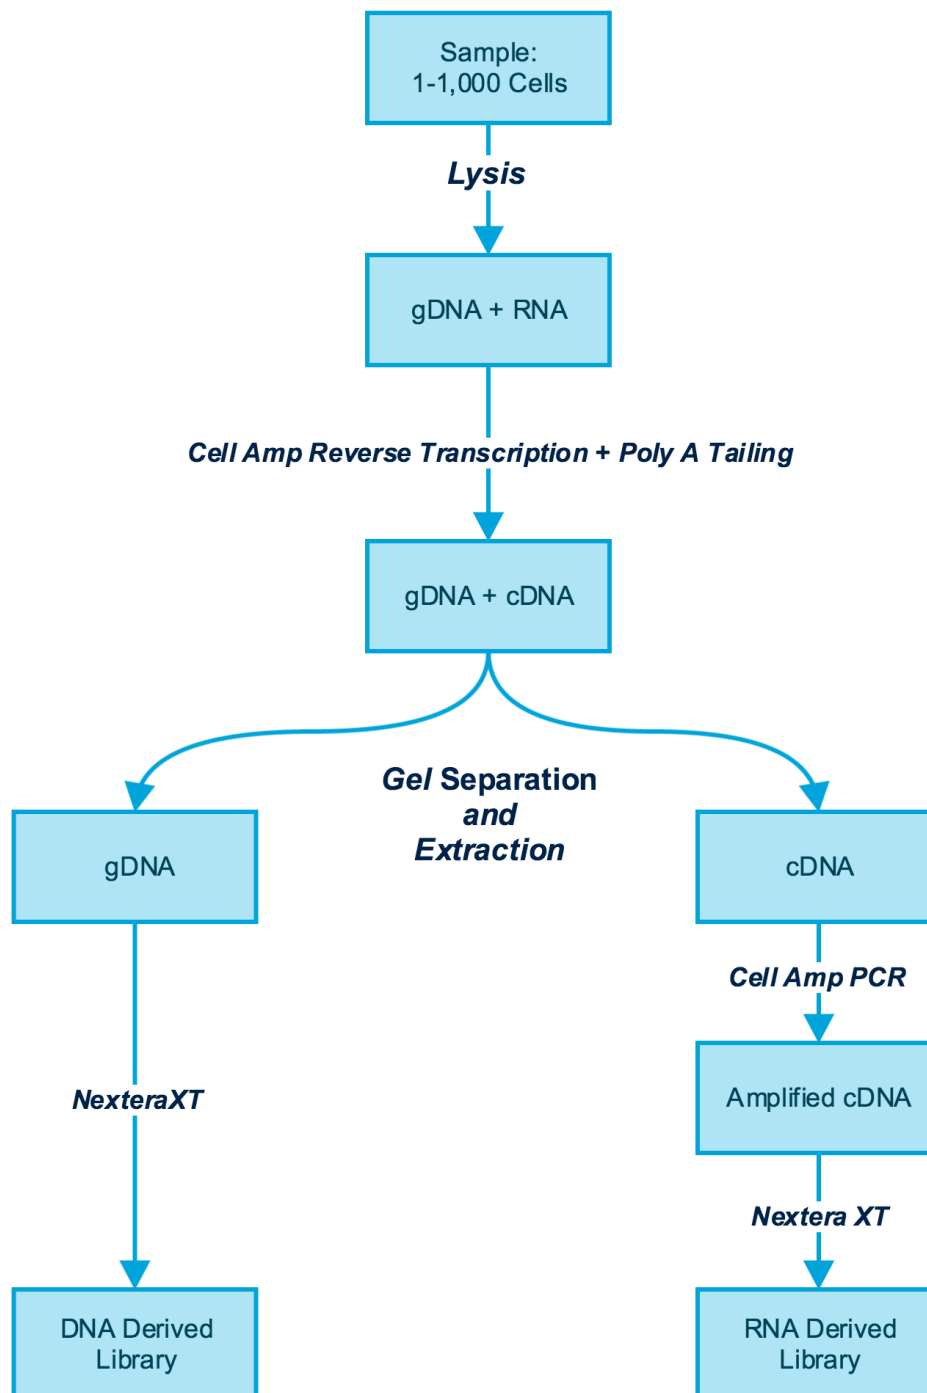 Sample:
1-1,000 Cells
Lysis
gDNA + RNA
Cell Amp Reverse Transcription + Poly A Tailing
gDNA + cDNA
Gel Separation
and
Extraction
gDNA
cDNA
Cell Amp PCR
NexteraXT
Amplified cDNA
Nextera XT
DNA Derived
Library
RNA Derived
Library